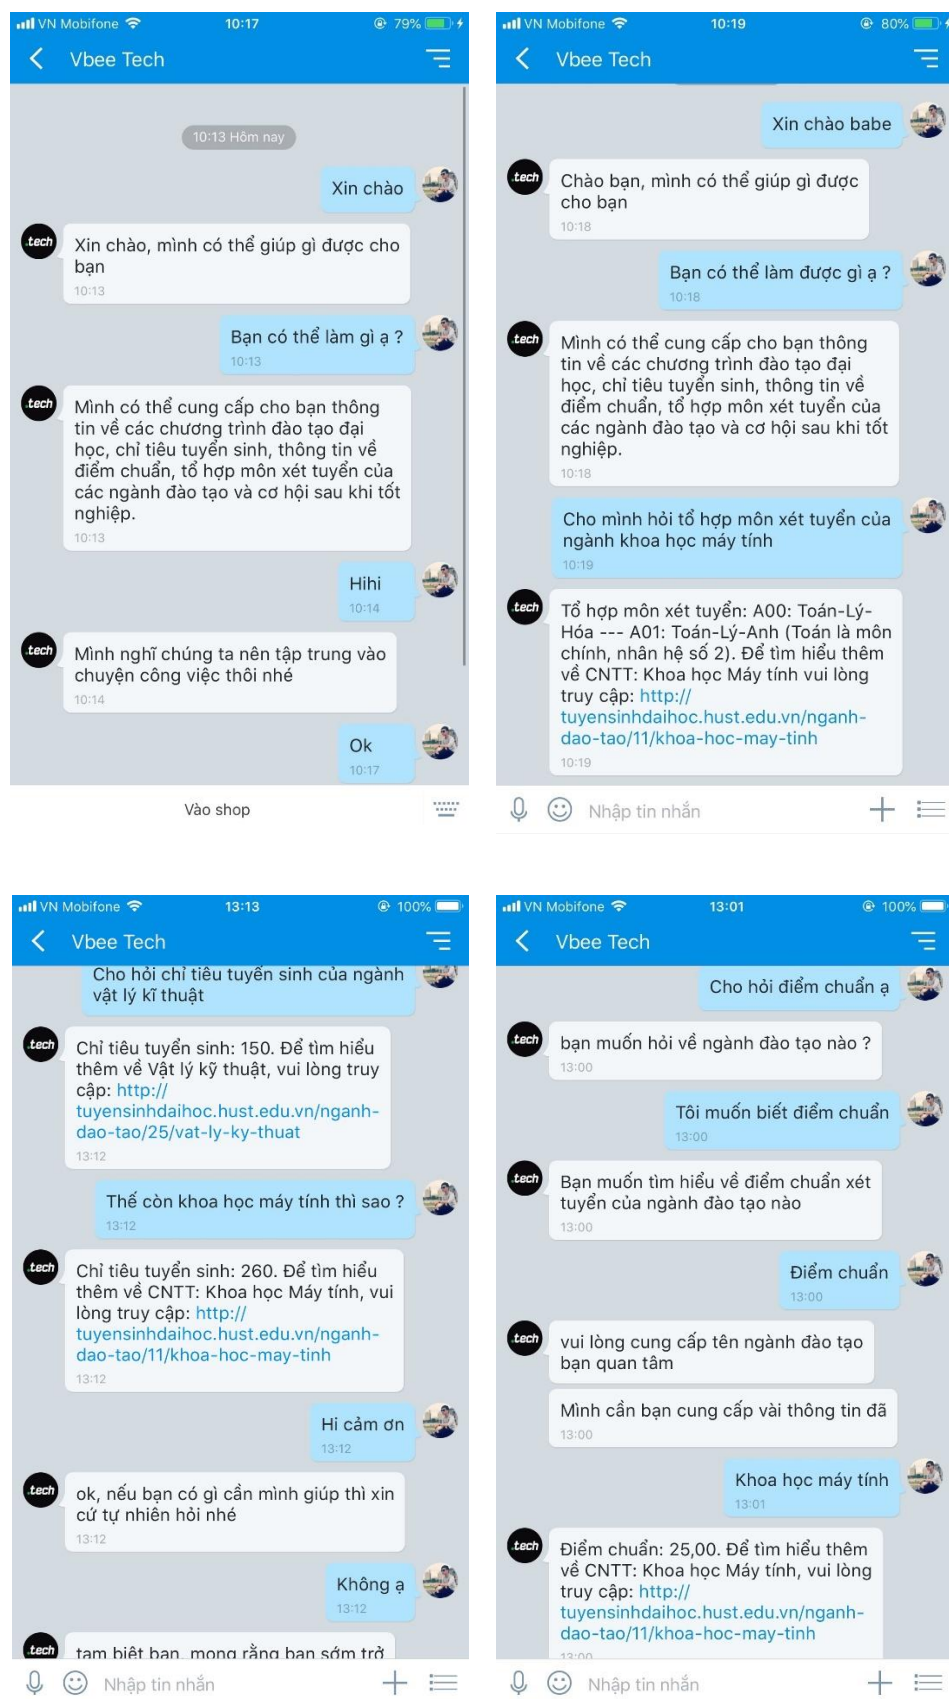 VN Mobifone 10:17 79%
Vbee Tech
10:13 Hôm nay
Xin chào
.tech
Xin chào, mình có thể giúp gì được cho
bạn
10:13
Bạn có thể làm gì ạ ?
10:13
.tech
Mình có thể cung cấp cho bạn thông
tin về các chương trình đào tạo đại
học, chỉ tiêu tuyển sinh, thông tin về
điểm chuẩn, tổ hợp môn xét tuyển của
các ngành đào tạo và cơ hội sau khi tốt
nghiệp.
10:13
Hihi
10:14
.tech
Mình nghĩ chúng ta nên tập trung vào
chuyện công việc thôi nhé
10:14
Ok
10:17
Vào shop
VN Mobifone 10:19 80%
Vbee Tech
Xin chào babe
.tech
Chào bạn, mình có thể giúp gì được
cho bạn
10:18
Bạn có thể làm được gì ạ ?
10:18
.tech
Mình có thể cung cấp cho bạn thông
tin về các chương trình đào tạo đại
học, chỉ tiêu tuyển sinh, thông tin về
điểm chuẩn, tổ hợp môn xét tuyển của
các ngành đào tạo và cơ hội sau khi tốt
nghiệp.
10:18
Cho mình hỏi tổ hợp môn xét tuyển của
ngành khoa học máy tính
10:19
.tech
Tổ hợp môn xét tuyển: A00: Toán-Lý-
Hóa --- A01: Toán-Lý-Anh (Toán là môn
chính, nhân hệ số 2). Để tìm hiểu thêm
về CNTT: Khoa học Máy tính vui lòng
truy cập: http://
tuyensinhdaihoc.hust.edu.vn/nganh-
dao-tao/11/khoa-hoc-may-tinh
10:19
Nhập tin nhắn
VN Mobifone 13:13 100%
Vbee Tech
Cho hỏi chỉ tiêu tuyển sinh của ngành
vật lý kĩ thuật
.tech
Chỉ tiêu tuyển sinh: 150. Để tìm hiểu
thêm về Vật lý kỹ thuật, vui lòng truy
cập: http://
tuyensinhdaihoc.hust.edu.vn/nganh-
dao-tao/25/vat-ly-ky-thuat
13:12
Thế còn khoa học máy tính thì sao ?
13:12
.tech
Chỉ tiêu tuyển sinh: 260. Để tìm hiểu
thêm về CNTT: Khoa học Máy tính, vui
lòng truy cập: http://
tuyensinhdaihoc.hust.edu.vn/nganh-
dao-tao/11/khoa-hoc-may-tinh
13:12
Hi cảm ơn
13:12
.tech
ok, nếu bạn có gì cần mình giúp thì xin
cứ tự nhiên hỏi nhé
13:12
Không ạ
13:12
.tech
tạm biệt bạn, mong rằng bạn sớm trở
Nhập tin nhắn
VN Mobifone 13:01 100%
Vbee Tech
Cho hỏi điểm chuẩn ạ
.tech
bạn muốn hỏi về ngành đào tạo nào ?
13:00
Tôi muốn biết điểm chuẩn
13:00
.tech
Bạn muốn tìm hiểu về điểm chuẩn xét
tuyển của ngành đào tạo nào
13:00
Điểm chuẩn
13:00
.tech
vui lòng cung cấp tên ngành đào tạo
bạn quan tâm
Mình cần bạn cung cấp vài thông tin đã
13:00
Khoa học máy tính
13:01
.tech
Điểm chuẩn: 25,00. Để tìm hiểu thêm
về CNTT: Khoa học Máy tính, vui lòng
truy cập: http://
tuyensinhdaihoc.hust.edu.vn/nganh-
dao-tao/11/khoa-hoc-may-tinh
13:00
Nhập tin nhắn